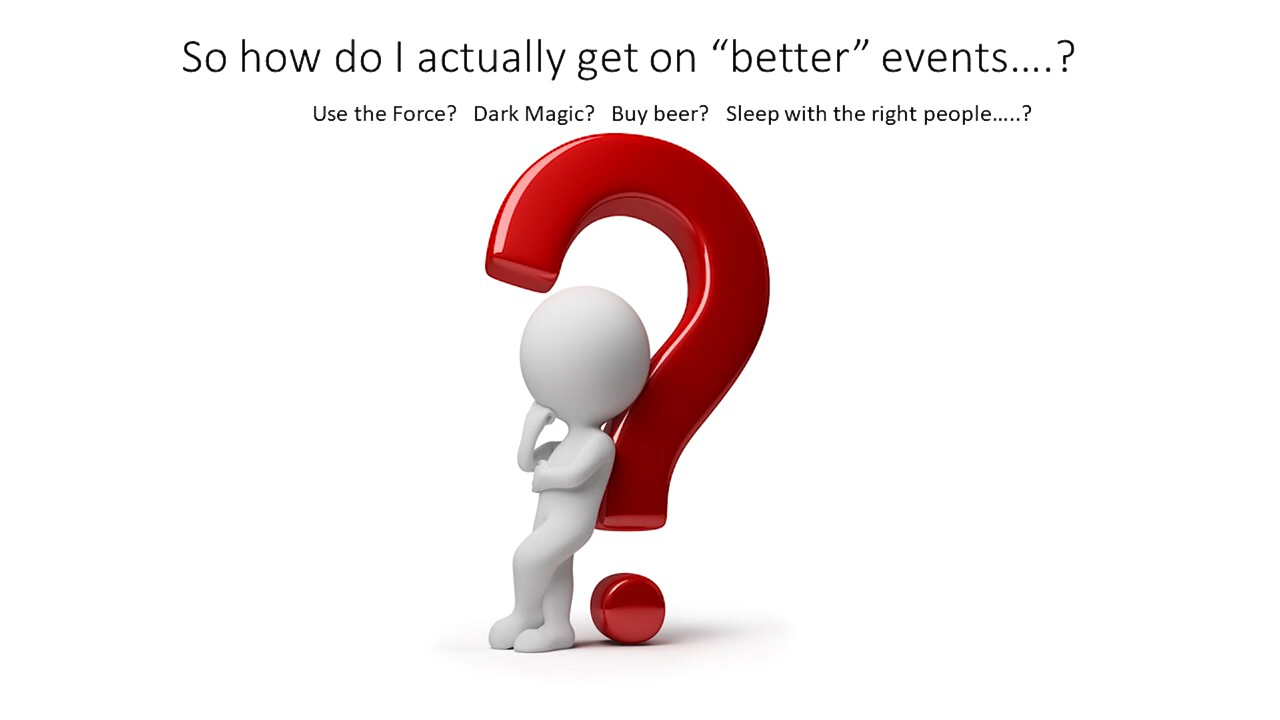 So how do I actually get on “better” events….?
Use the Force? Dark Magic? Buy beer? Sleep with the right people…..?